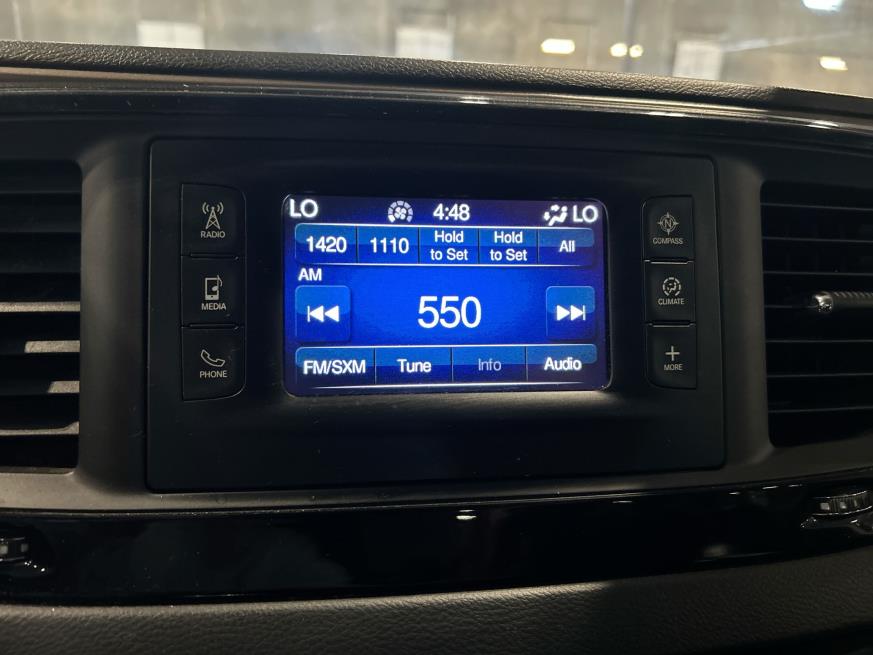 RADIO
MEDIA
PHONE
LO 4:48 LO
1420 1110 Hold to Set Hold to Set All
AM
550
FM/SXM Tune Info Audio
N
COMPASS
CLIMATE
+
MORE